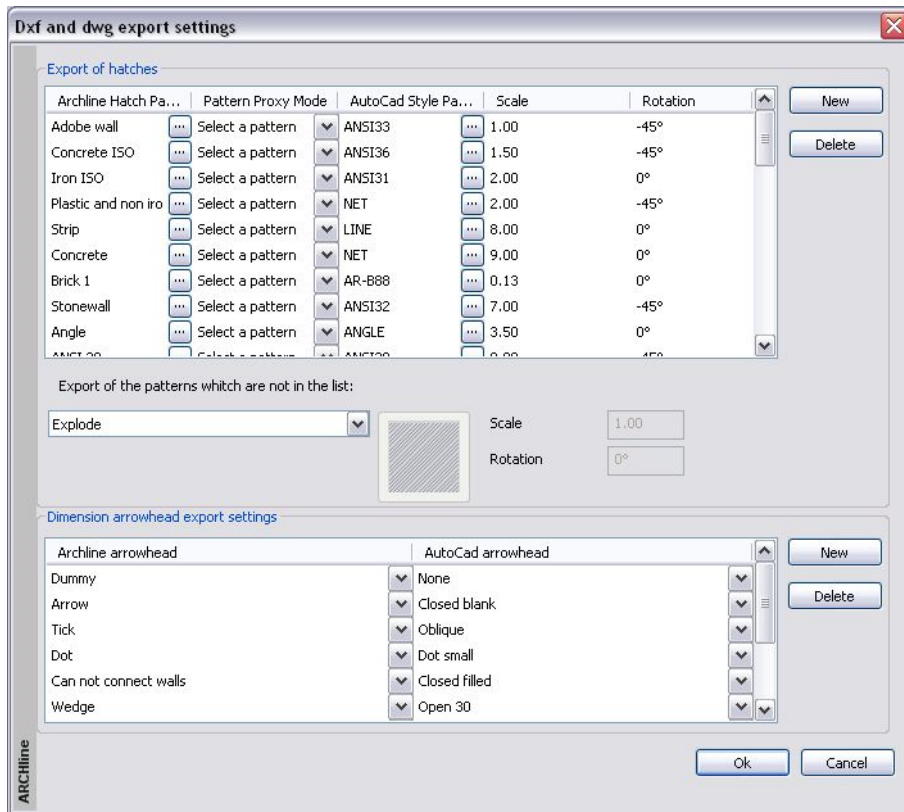 Dxf and dwg export settings
Export of hatches
Archline Hatch Pa... Pattern Proxy Mode AutoCad Style Pa... Scale Rotation
Adobe wall ... Select a pattern ANSI33 ... 1.00 -45°
Concrete ISO ... Select a pattern ANSI36 ... 1.50 -45°
Iron ISO ... Select a pattern ANSI31 ... 2.00 0°
Plastic and non iro ... Select a pattern NET ... 2.00 -45°
Strip ... Select a pattern LINE ... 8.00 0°
Concrete ... Select a pattern NET ... 9.00 0°
Brick 1 ... Select a pattern AR-B88 ... 0.13 0°
Stonewall ... Select a pattern ANSI32 ... 7.00 -45°
Angle ... Select a pattern ANGLE ... 3.50 0°
New
Delete
Export of the patterns whitch are not in the list:
Explode
Scale 1.00
Rotation 0°
Dimension arrowhead export settings
Archline arrowhead AutoCad arrowhead
Dummy None
Arrow Closed blank
Tick Oblique
Dot Dot small
Can not connect walls Closed filled
Wedge Open 30
New
Delete
Ok Cancel
ARCHline